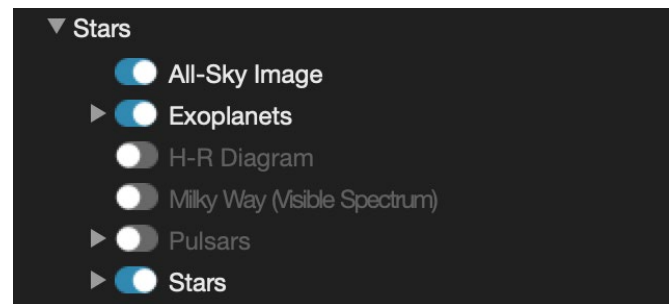 Stars
All-Sky Image
Exoplanets
H-R Diagram
Milky Way (Visible Spectrum)
Pulsars
Stars